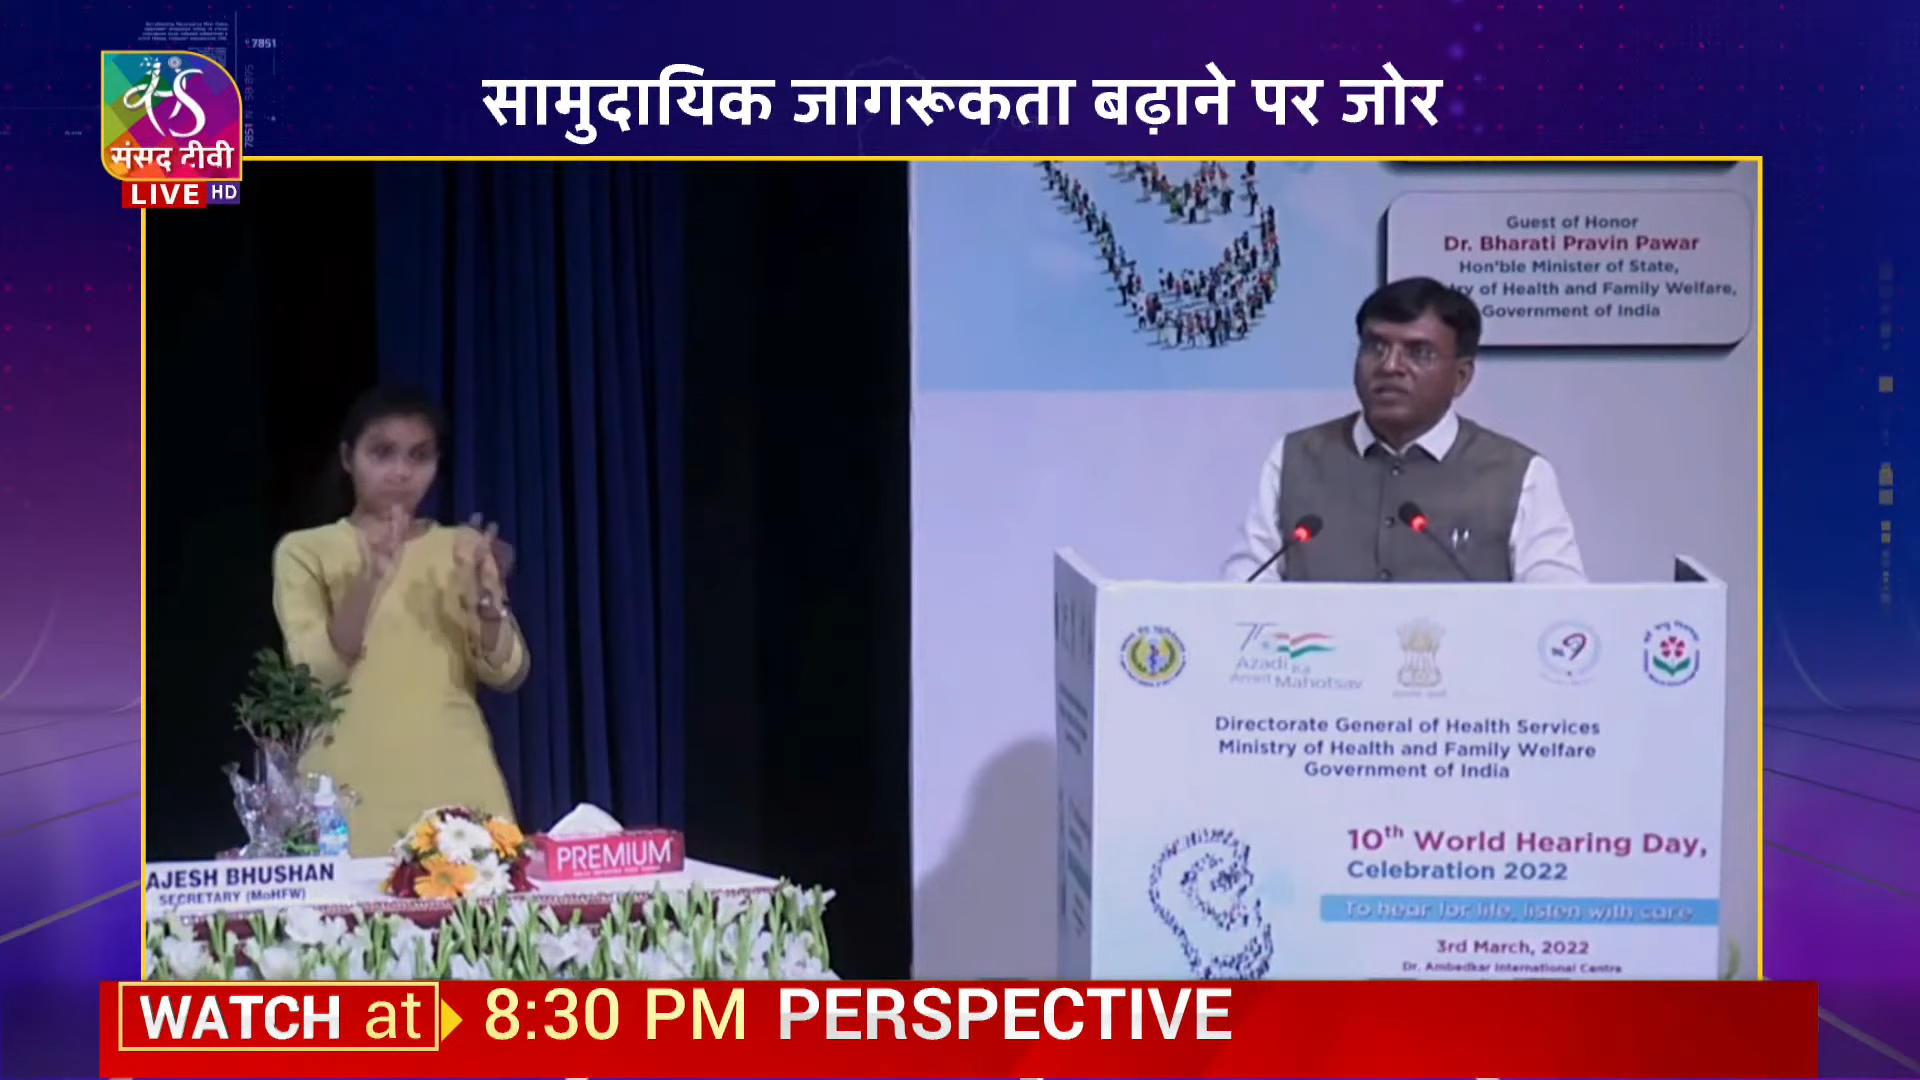 7851
सामुदायिक जागरूकता बढ़ाने पर जोर
संसद टीवी
LIVE HD
Guest of Honor
Dr. Bharati Pravin Pawar
Hon'ble Minister of State,
ry of Health and Family Welfare,
Government of India
75
Azadi Ka
Amrit Mahotsav
Directorate General of Health Services
Ministry of Health and Family Welfare
Government of India
10th World Hearing Day,
Celebration 2022
To hear for life, listen with care
3rd March, 2022
Dr. Ambedkar International Centre
PREMIUM
AJESH BHUSHAN
SECRETARY (MoHFW)
WATCH at 8:30 PM PERSPECTIVE